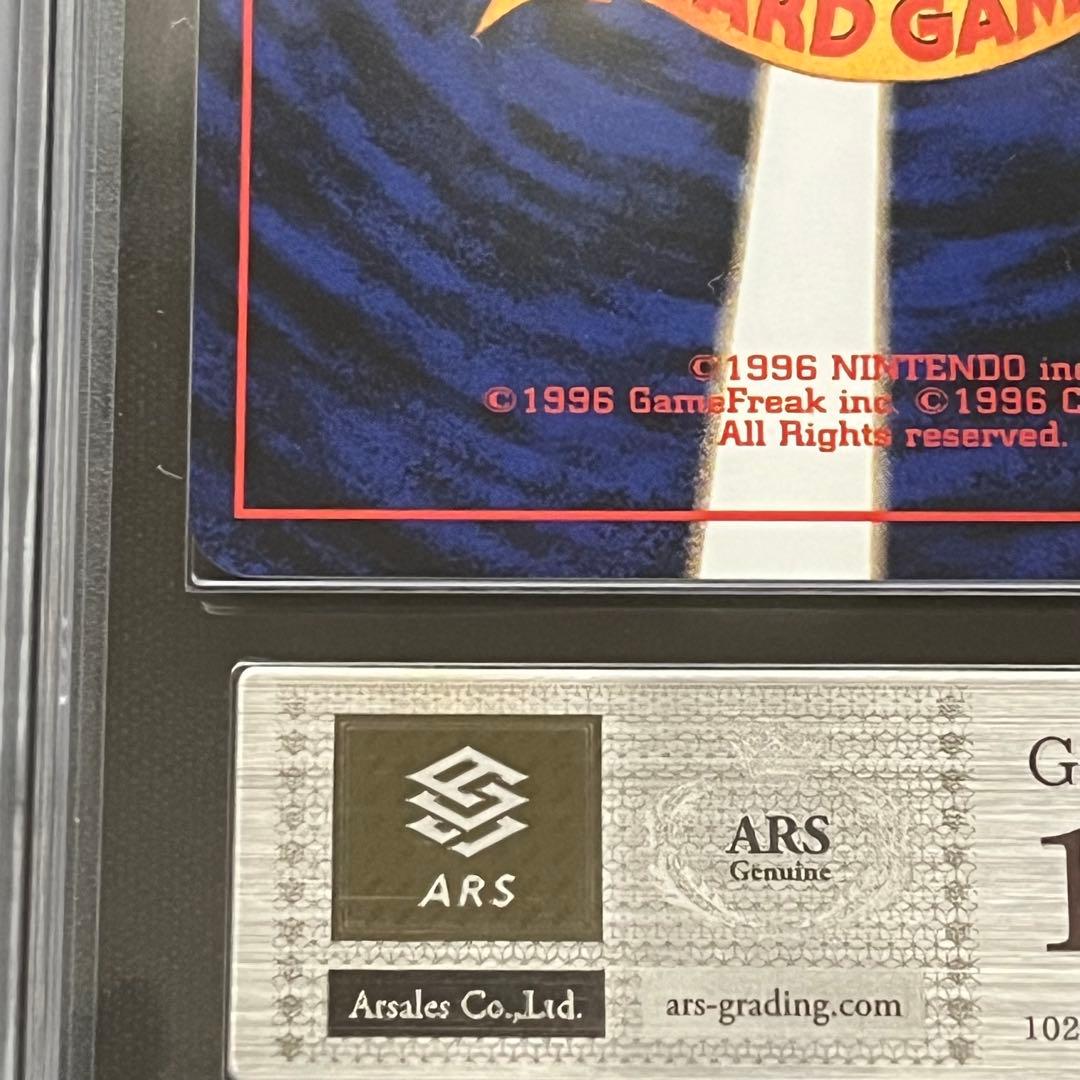 CARD GAM
©1996 NINTENDO inc
©1996 GameFreak inc. ©1996 C
All Rights reserved.
ARS
ARS
Genuine
Arsales Co.,Ltd.
ars-grading.com
G
1
102